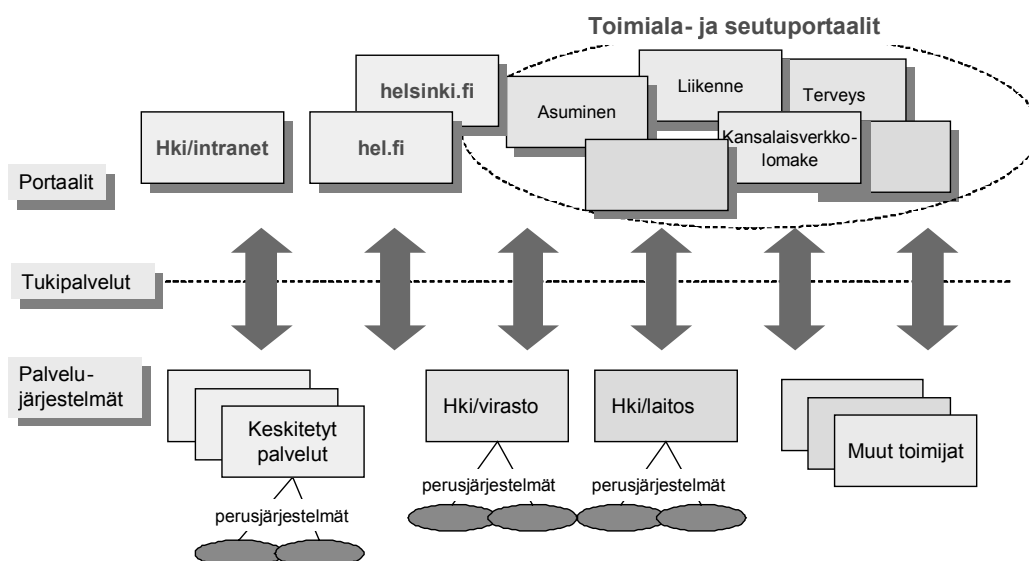 Toimiala- ja seutuportaalit
helsinki.fi
Asuminen
Liikenne
Terveys
Hki/intranet
hel.fi
Kansalaisverkko-
lomake
Portaalit
Tukipalvelut
Palvelu-
järjestelmät
Keskitetyt
palvelut
Hki/virasto
Hki/laitos
Muut toimijat
perusjärjestelmät
perusjärjestelmät
perusjärjestelmät